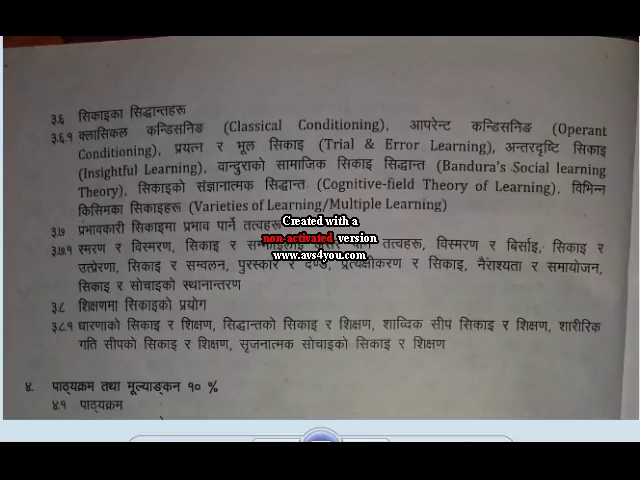 ३.६ सिकाइका सिद्धान्तहरू
३.६.१ क्लासिकल कन्डिसनिङ (Classical Conditioning), आपरेन्ट कन्डिसनिङ (Operant
Conditioning), प्रयत्न र भूल सिकाइ (Trial & Error Learning), अन्तरदृष्टि सिकाइ
(Insightful Learning), वान्दुराको सामाजिक सिकाइ सिद्धान्त (Bandura's Social learning
Theory), सिकाइको संज्ञानात्मक सिद्धान्त (Cognitive-field Theory of Learning), विभिन्न
किसिमका सिकाइहरू (Varieties of Learning/Multiple Learning)
३.७ प्रभावकारी सिकाइमा प्रभाव पार्ने तत्वहरू
३.७.१ स्मरण र विस्मरण, सिकाइ र पार्ने तत्वहरू, विस्मरण र बिर्साइ, सिकाइ र
उत्प्रेरणा, सिकाइ र सम्वलन, पुरस्कार र दण्ड, प्रत्यक्षीकरण र सिकाइ, नैराश्यता र समायोजन,
सिकाइ र सोचाइको स्थानान्तरण
३.८ शिक्षणमा सिकाइको प्रयोग
३.८.१ धारणाको सिकाइ र शिक्षण, सिद्धान्तको सिकाइ र शिक्षण, शाब्दिक सीप सिकाइ र शिक्षण, शारीरिक
गति सीपको सिकाइ र शिक्षण, सृजनात्मक सोचाइको सिकाइ र शिक्षण
४. पाठ्यक्रम तथा मूल्याङ्कन १० %
४.१ पाठ्यक्रम
Created with a
non-activated version
www.avs4you.com